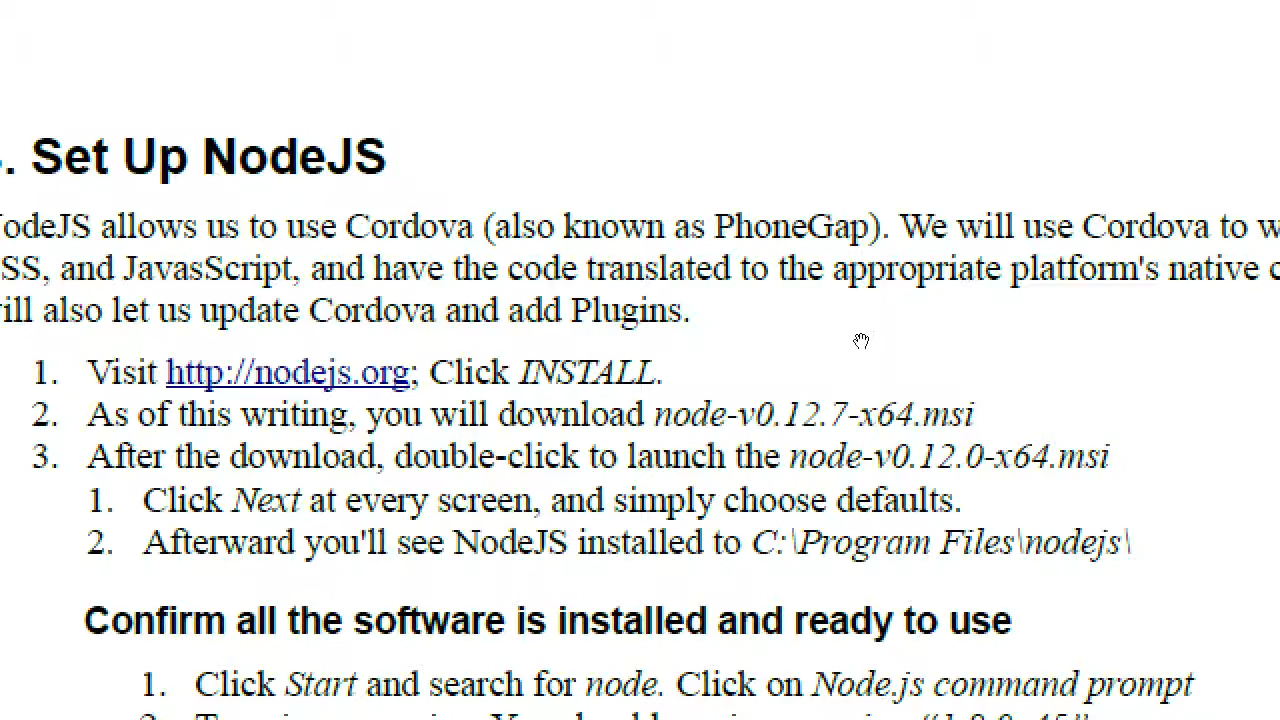 . Set Up NodeJS
odeJS allows us to use Cordova (also known as PhoneGap). We will use Cordova to w
SS, and JavasScript, and have the code translated to the appropriate platform's native c
ill also let us update Cordova and add Plugins.
1. Visit http://nodejs.org; Click INSTALL.
2. As of this writing, you will download node-v0.12.7-x64.msi
3. After the download, double-click to launch the node-v0.12.0-x64.msi
1. Click Next at every screen, and simply choose defaults.
2. Afterward you'll see NodeJS installed to C:\Program Files\nodejs\
Confirm all the software is installed and ready to use
1. Click Start and search for node. Click on Node.js command prompt